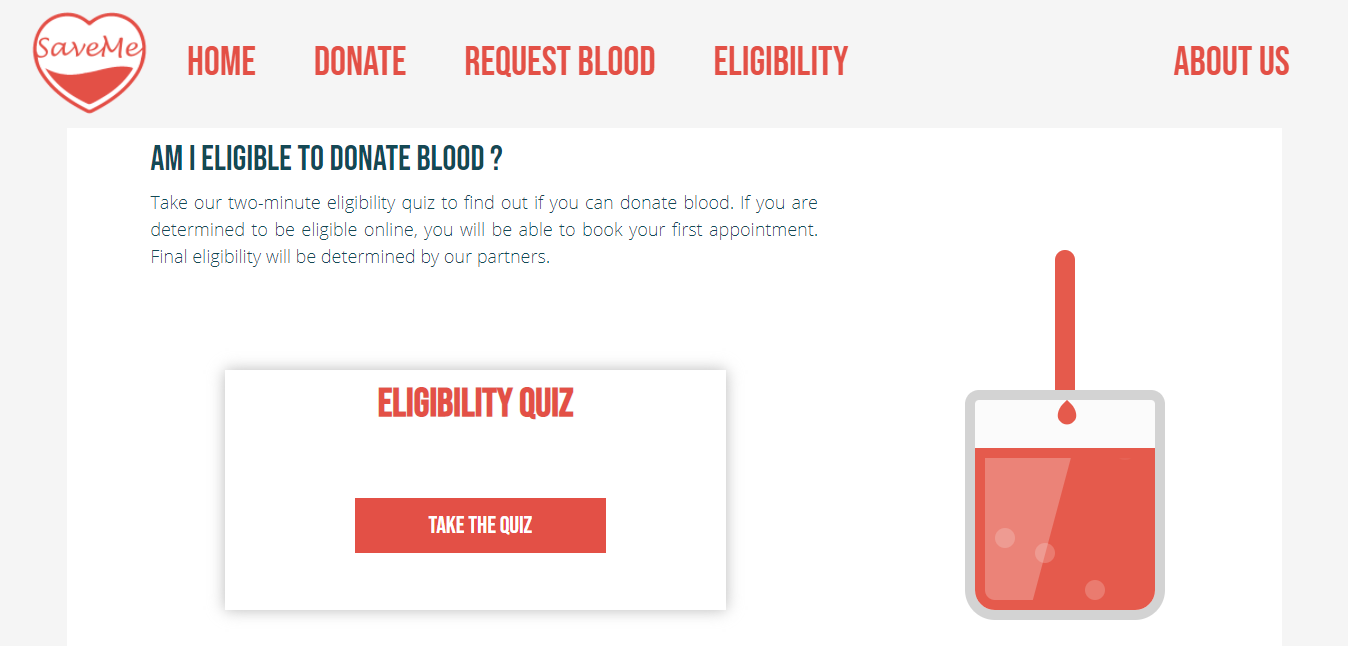 SaveMe
HOME
DONATE
REQUEST BLOOD
ELIGIBILITY
ABOUT US
AM I ELIGIBLE TO DONATE BLOOD ?
Take our two-minute eligibility quiz to find out if you can donate blood. If you are
determined to be eligible online, you will be able to book your first appointment.
Final eligibility will be determined by our partners.
ELIGIBILITY QUIZ
TAKE THE QUIZ